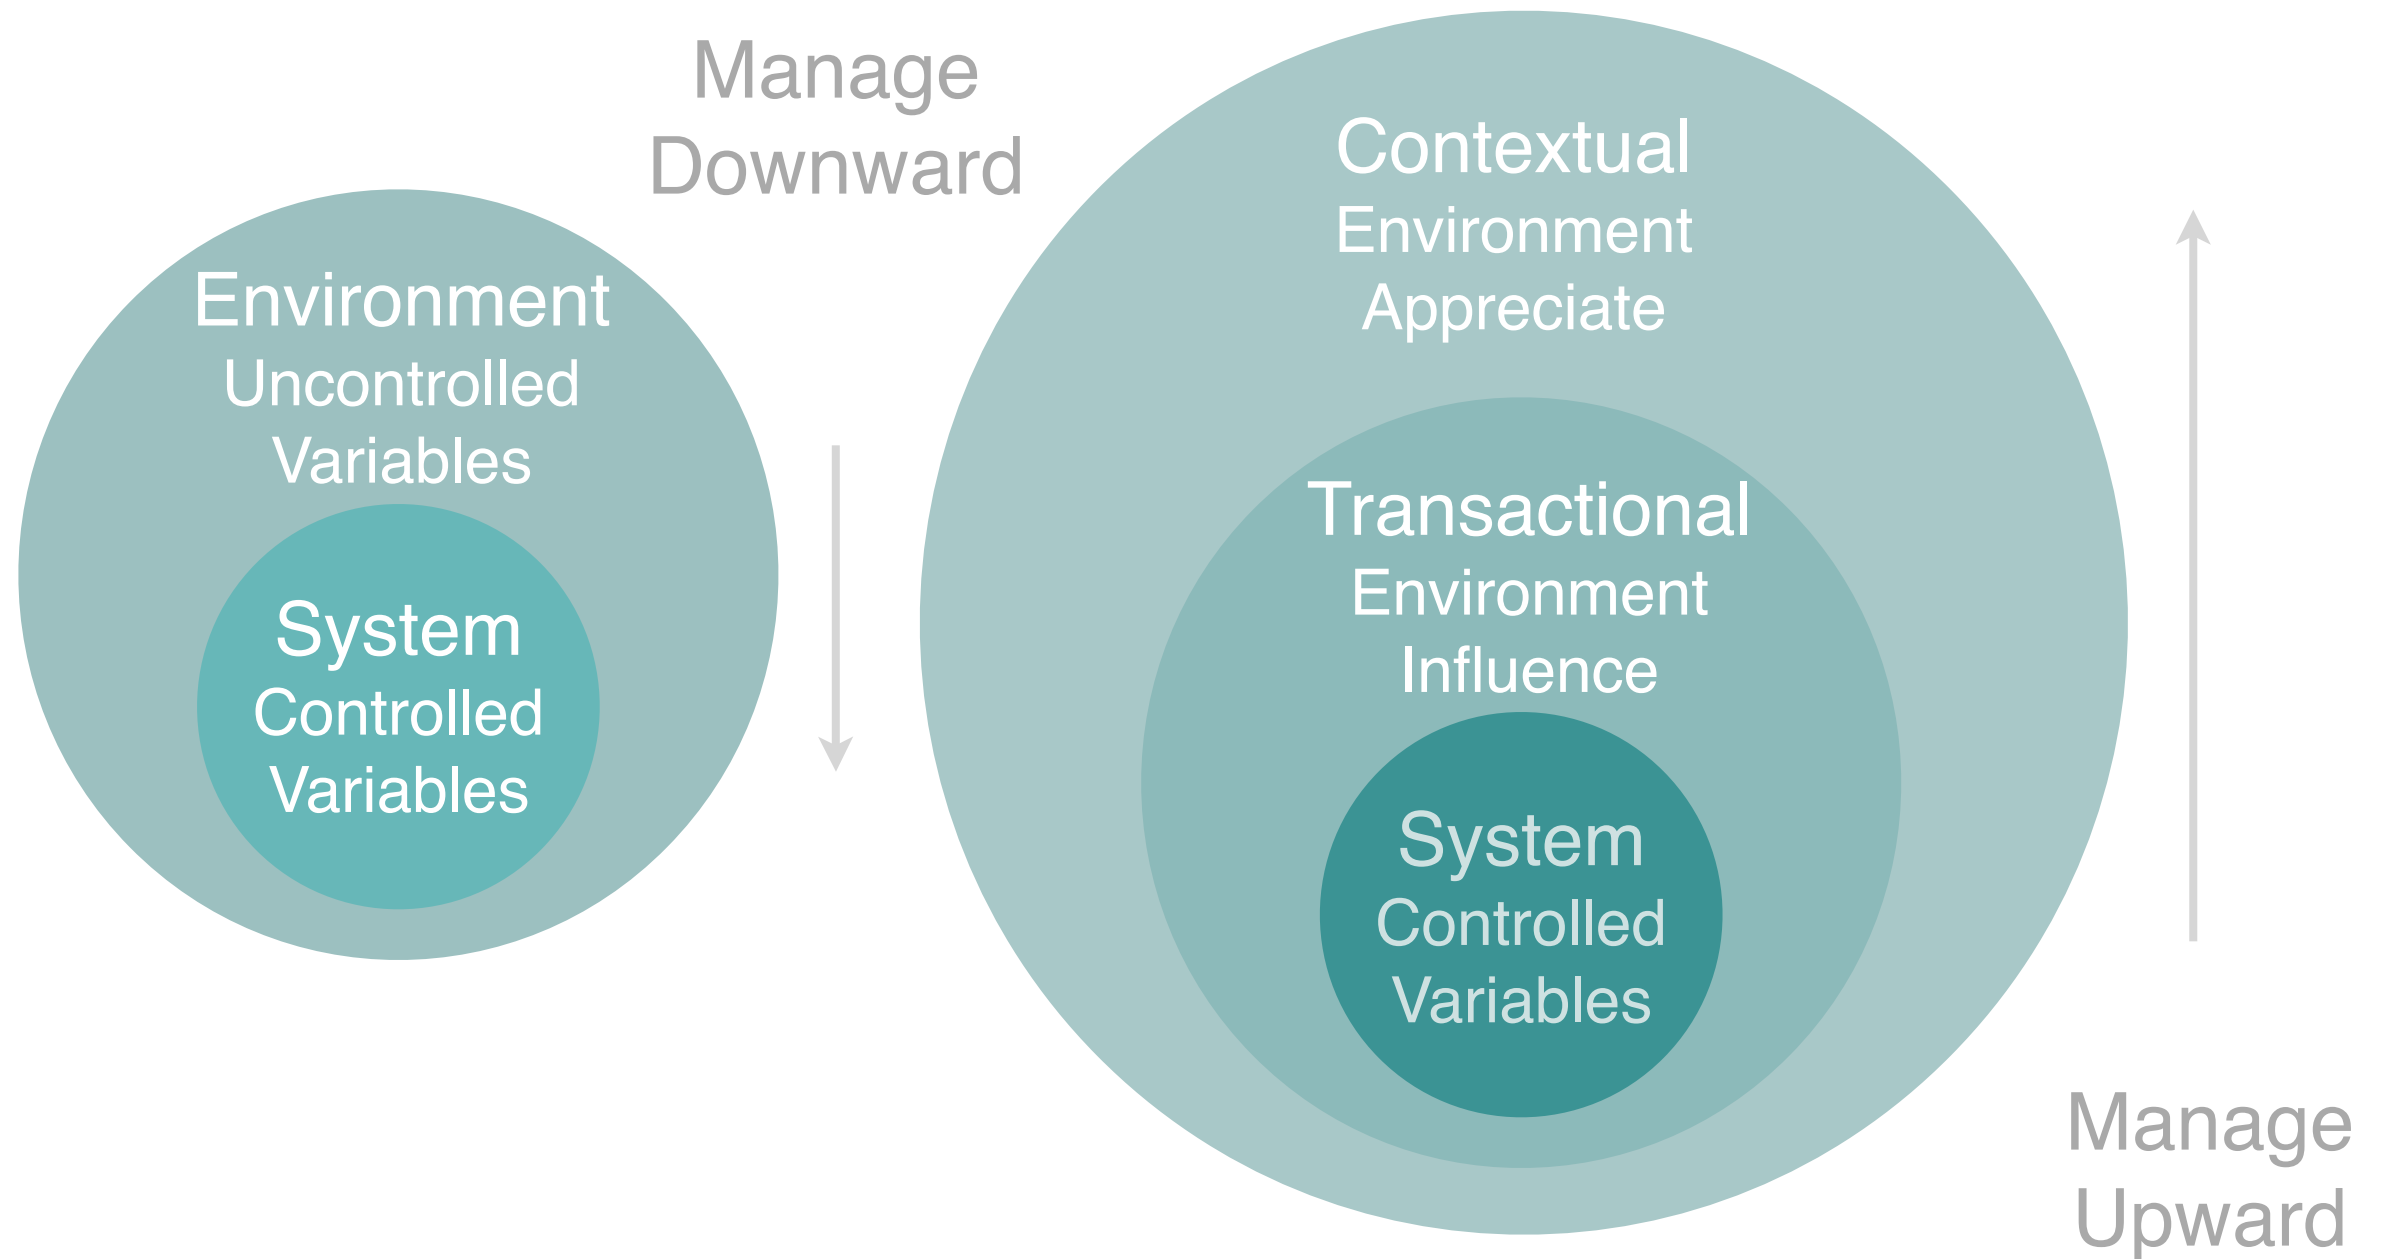 Manage
Downward
Environment
Uncontrolled
Variables
System
Controlled
Variables
Contextual
Environment
Appreciate
Transactional
Environment
Influence
System
Controlled
Variables
Manage
Upward